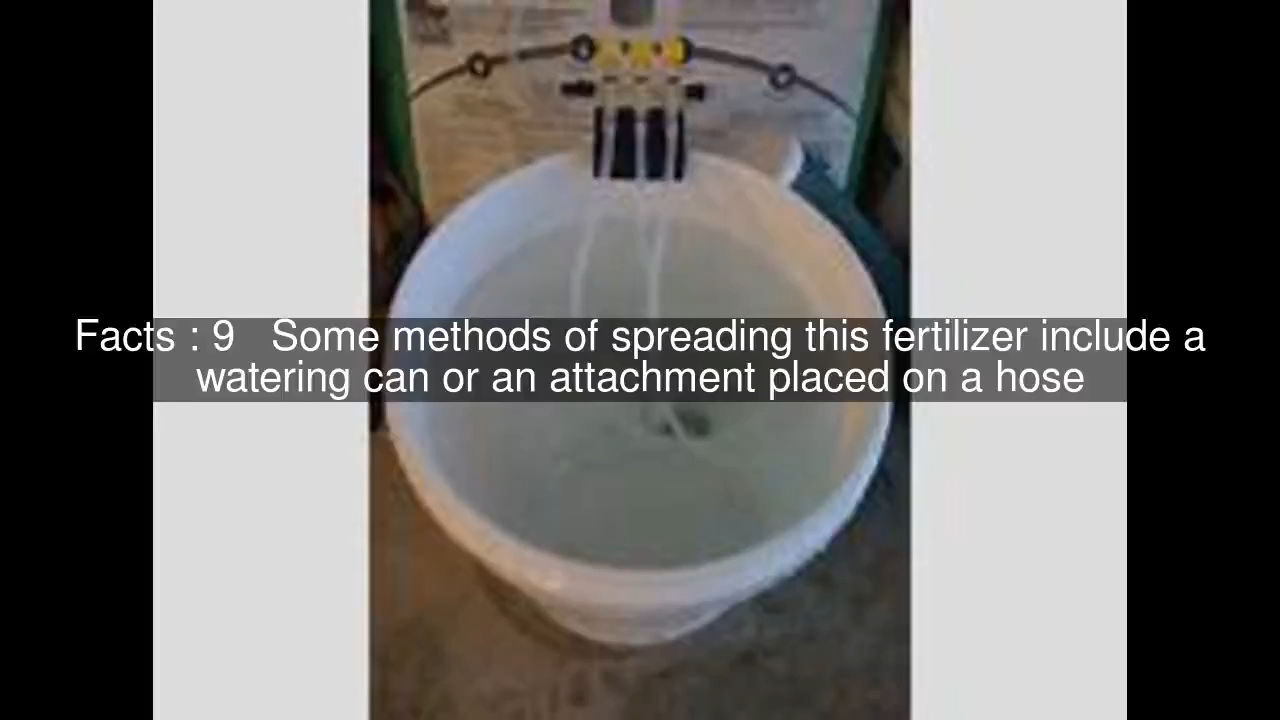 Facts : 9   Some methods of spreading this fertilizer include a
watering can or an attachment placed on a hose